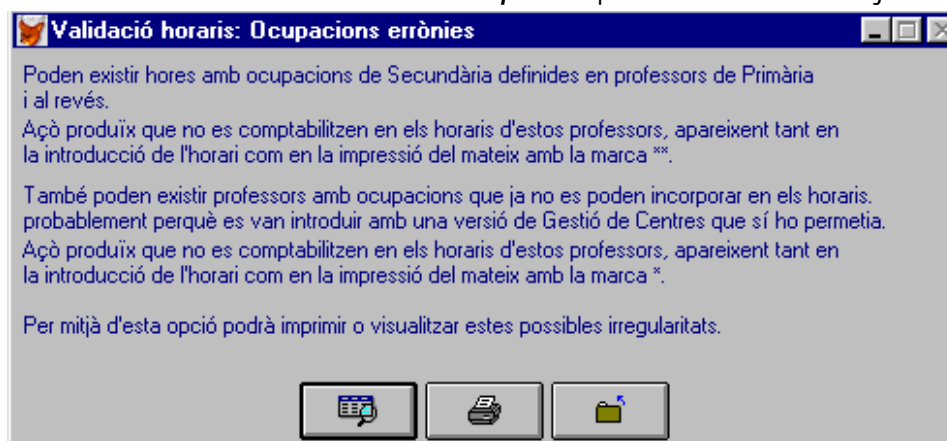 Validació horaris: Ocupacions errònies
Poden existir hores amb ocupacions de Secundària definides en professors de Primària
i al revés.
Açò produïx que no es comptabilitzen en els horaris d'estos professors, apareixent tant en
la introducció de l'horari com en la impressió del mateix amb la marca **.
També poden existir professors amb ocupacions que ja no es poden incorporar en els horaris.
probablement perquè es van introduir amb una versió de Gestió de Centres que sí ho permetia.
Açò produïx que no es comptabilitzen en els horaris d'estos professors, apareixent tant en
la introducció de l'horari com en la impressió del mateix amb la marca *.
Per mitjà d'esta opció podrà imprimir o visualitzar estes possibles irregularitats.